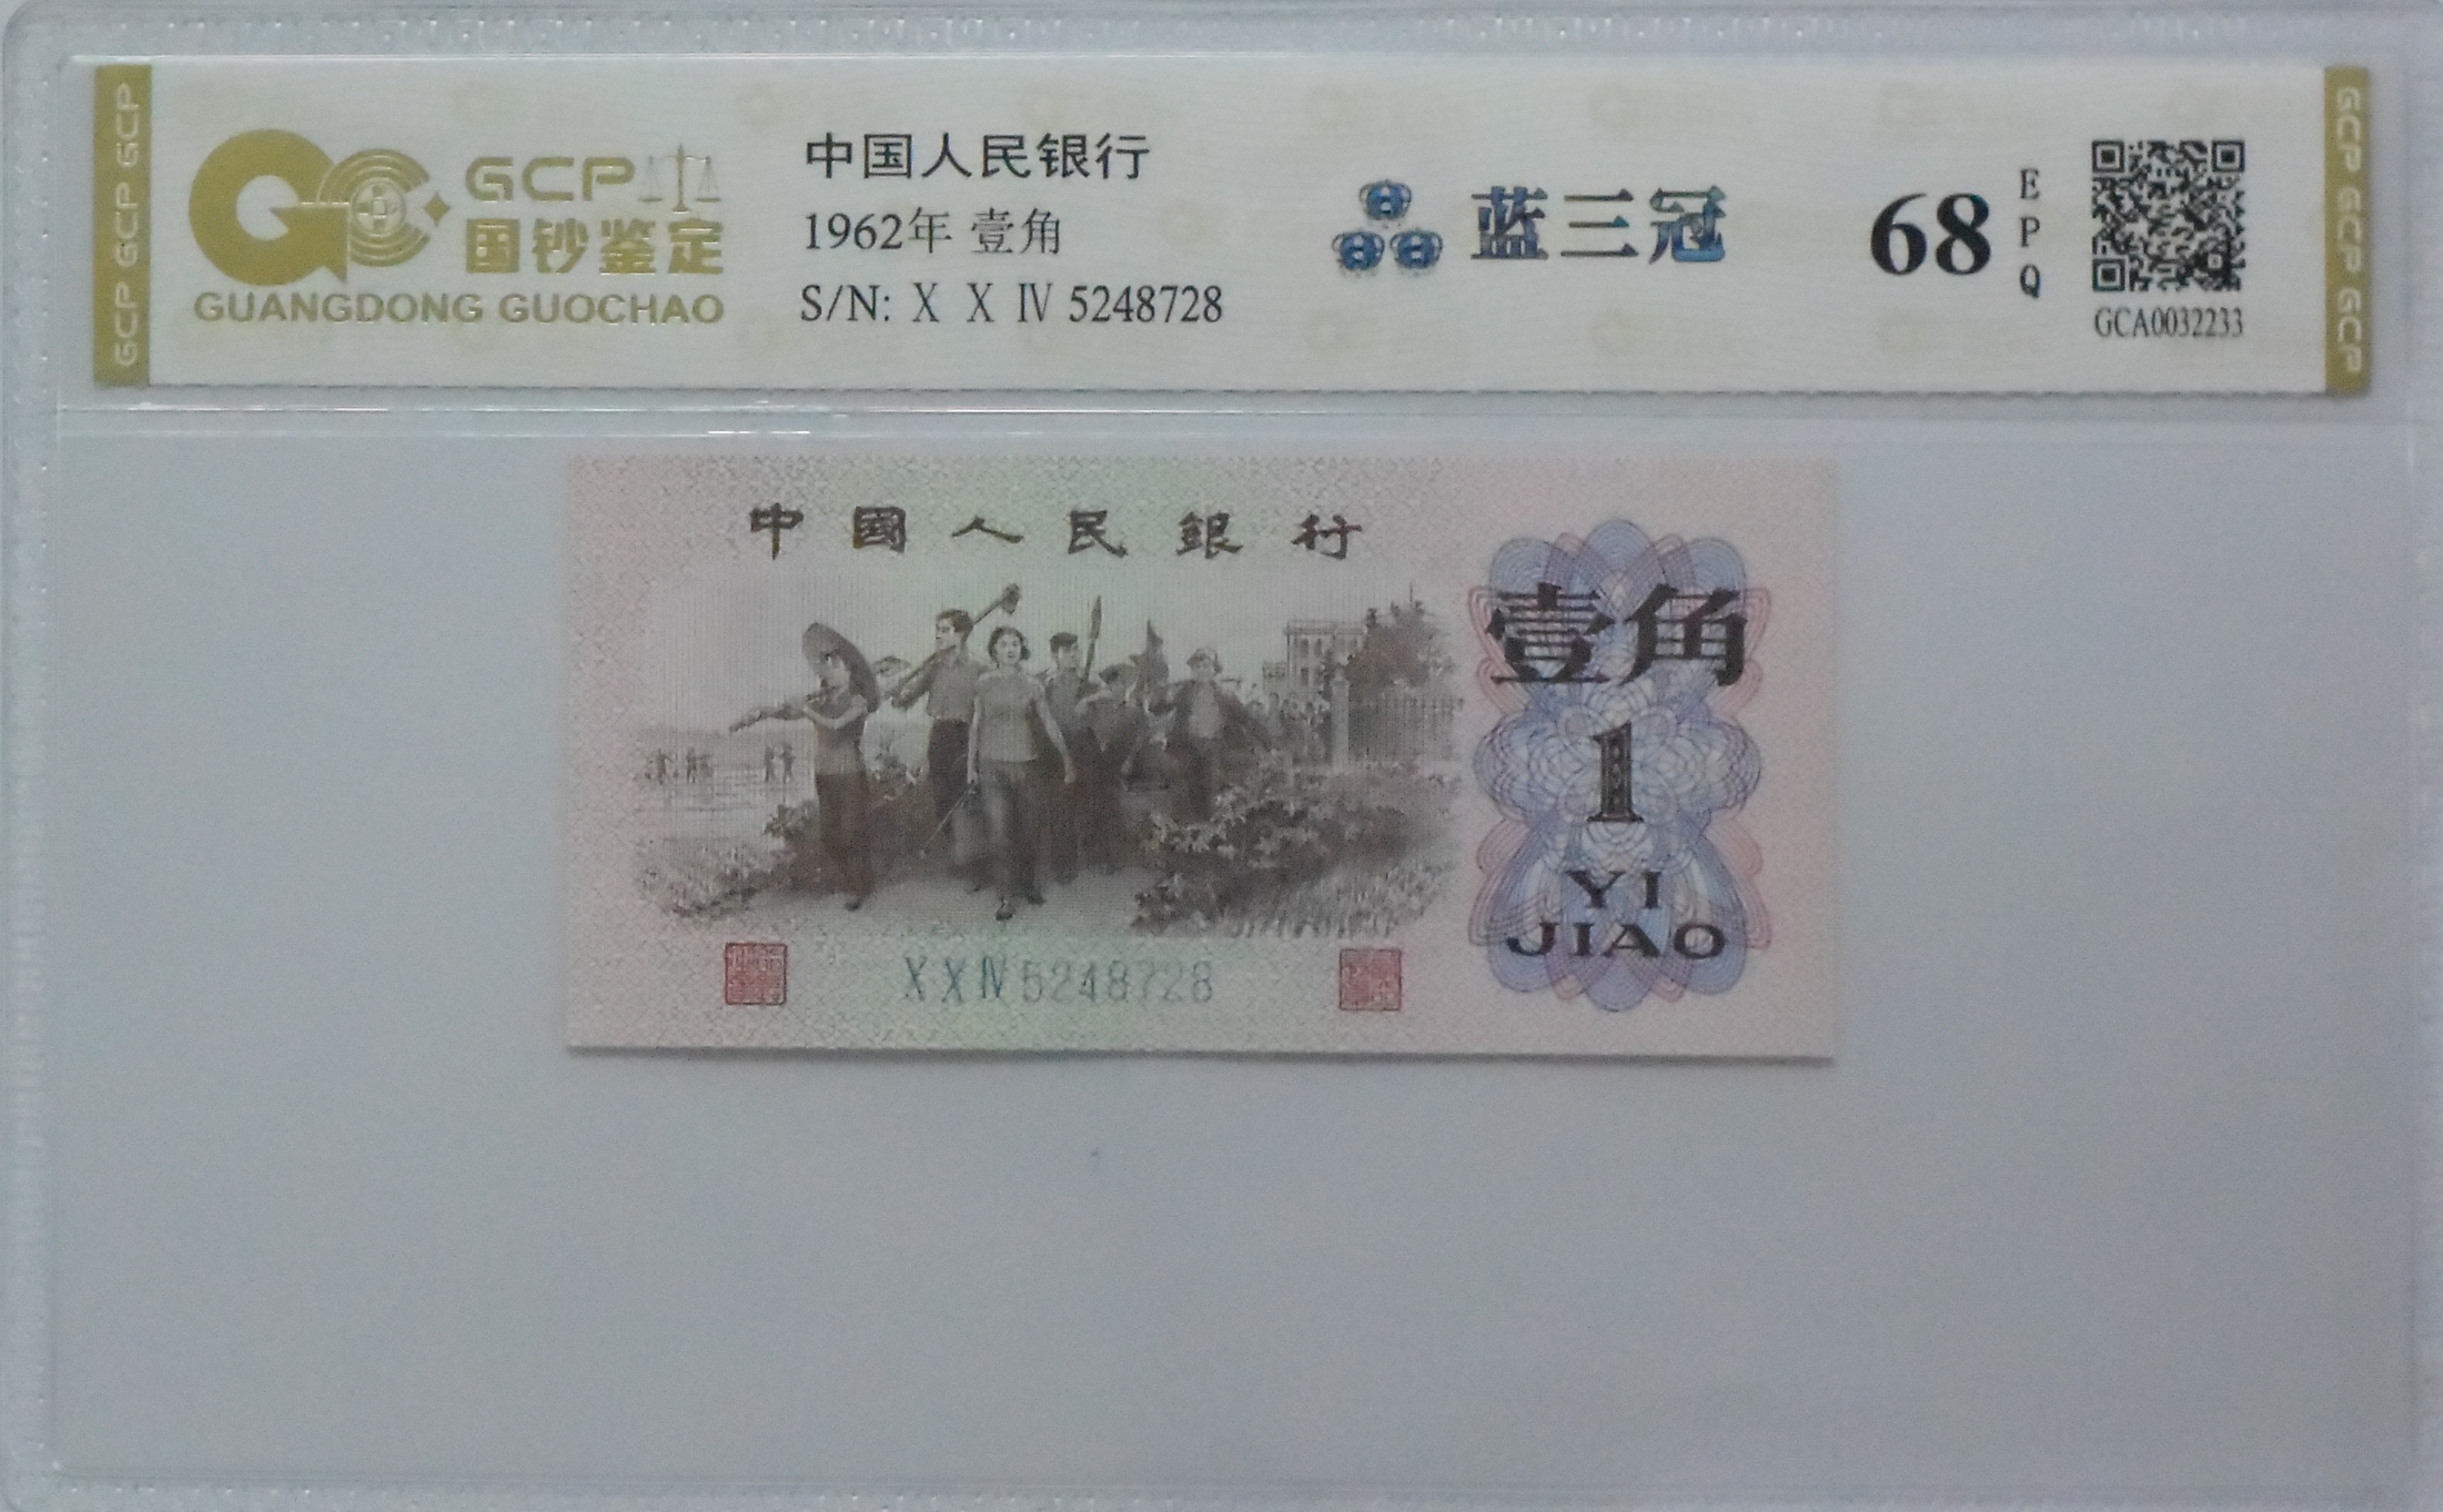 GCP GCP GCP
GCP
国钞鉴定
GUANGDONG GUOCHAO
中国人民银行
1962年 壹角
S/N: X X IV 5248728
蓝三冠
68
E
P
Q
GCA0032233
GCP GCP GCP
中國人民銀行
壹角
1
YI
JIAO
X X IV 5248728